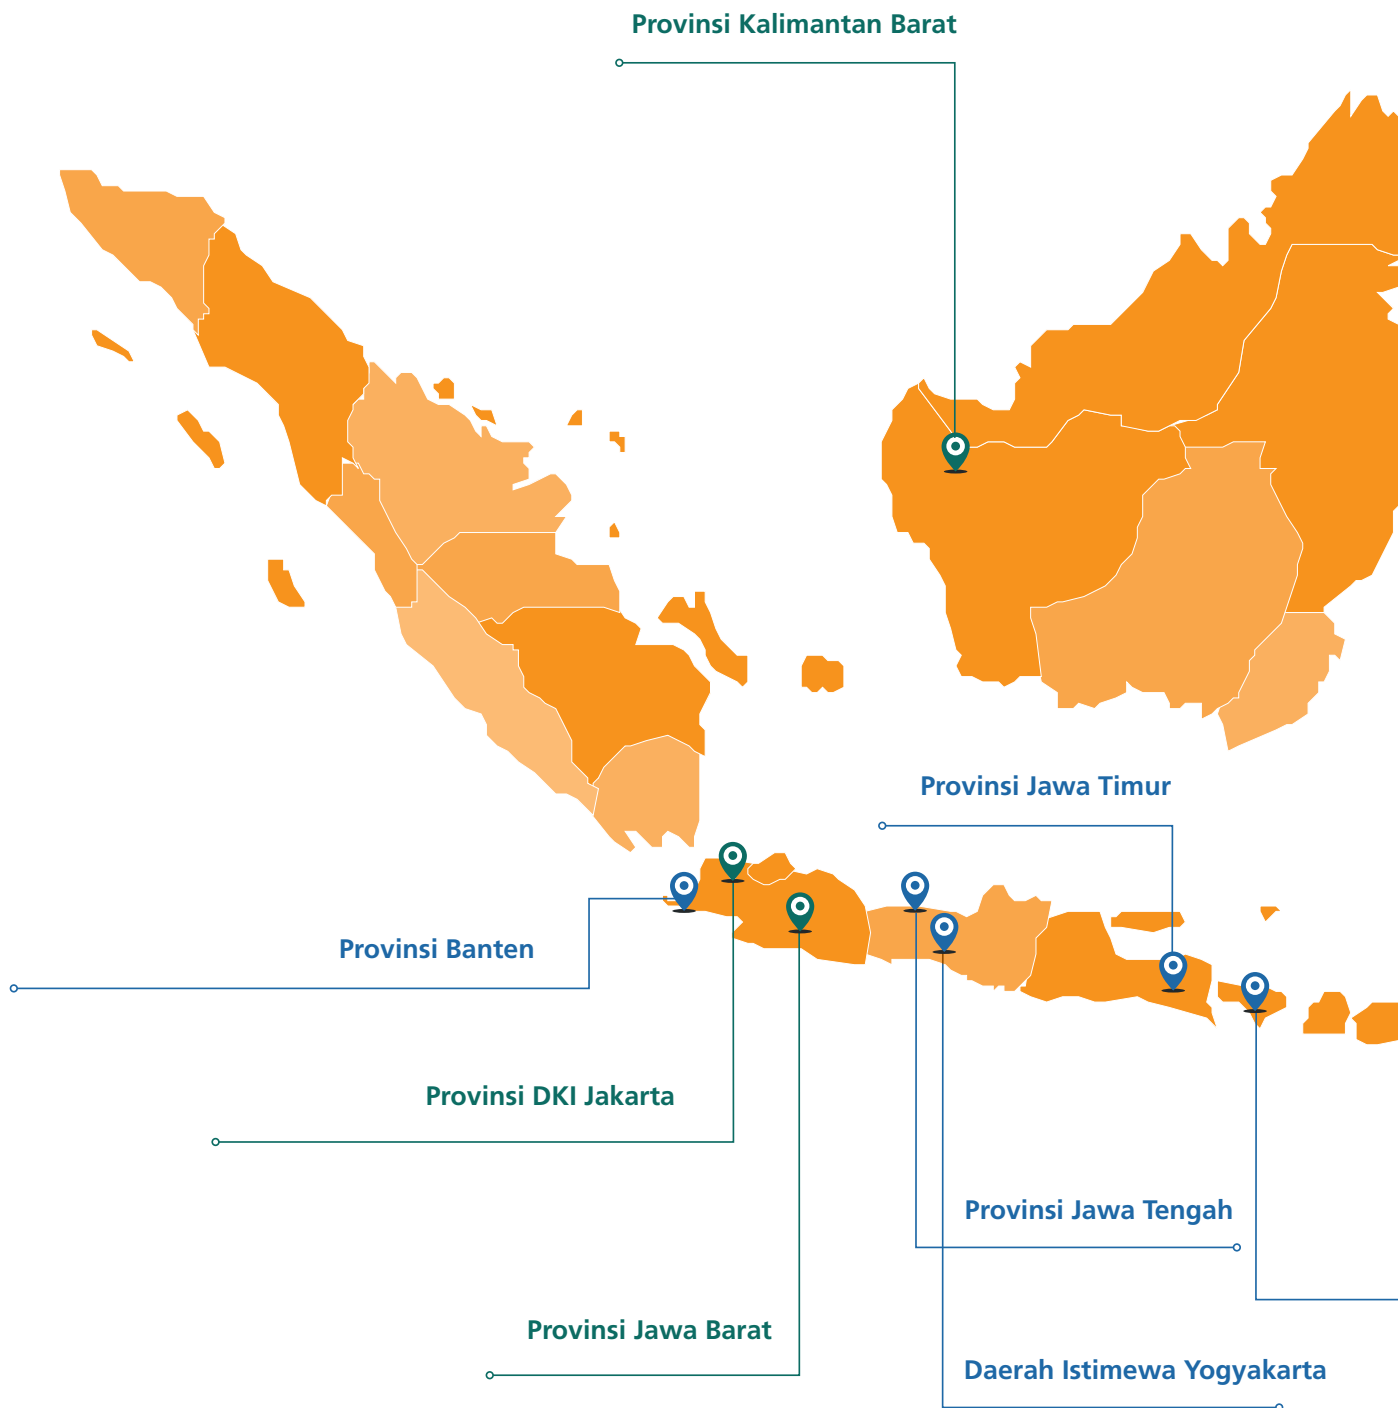 Provinsi Kalimantan Barat
Provinsi Jawa Timur
Provinsi Banten
Provinsi DKI Jakarta
Provinsi Jawa Tengah
Provinsi Jawa Barat
Daerah Istimewa Yogyakarta